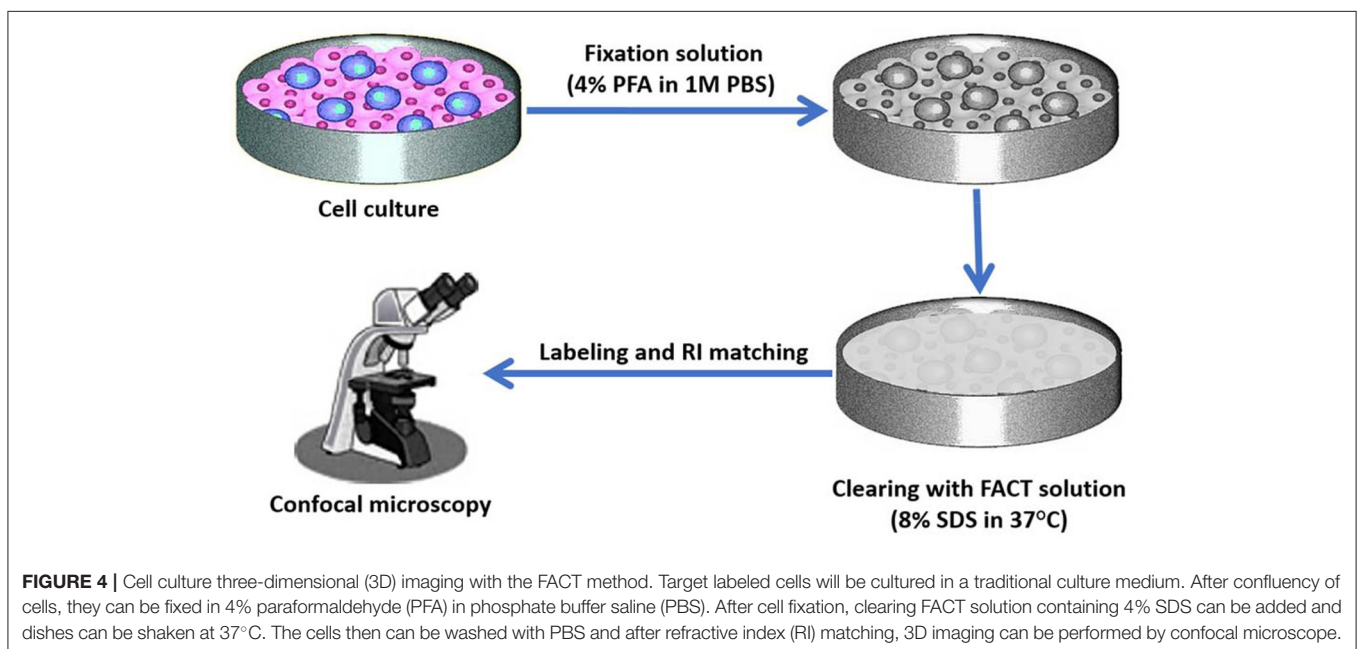 Fixation solution
(4% PFA in 1M PBS)
Cell culture
Labeling and RI matching
Confocal microscopy
Clearing with FACT solution
(8% SDS in 37°C)
FIGURE 4 | Cell culture three-dimensional (3D) imaging with the FACT method. Target labeled cells will be cultured in a traditional culture medium. After confluency of
cells, they can be fixed in 4% paraformaldehyde (PFA) in phosphate buffer saline (PBS). After cell fixation, clearing FACT solution containing 4% SDS can be added and
dishes can be shaken at 37°C. The cells then can be washed with PBS and after refractive index (RI) matching, 3D imaging can be performed by confocal microscope.